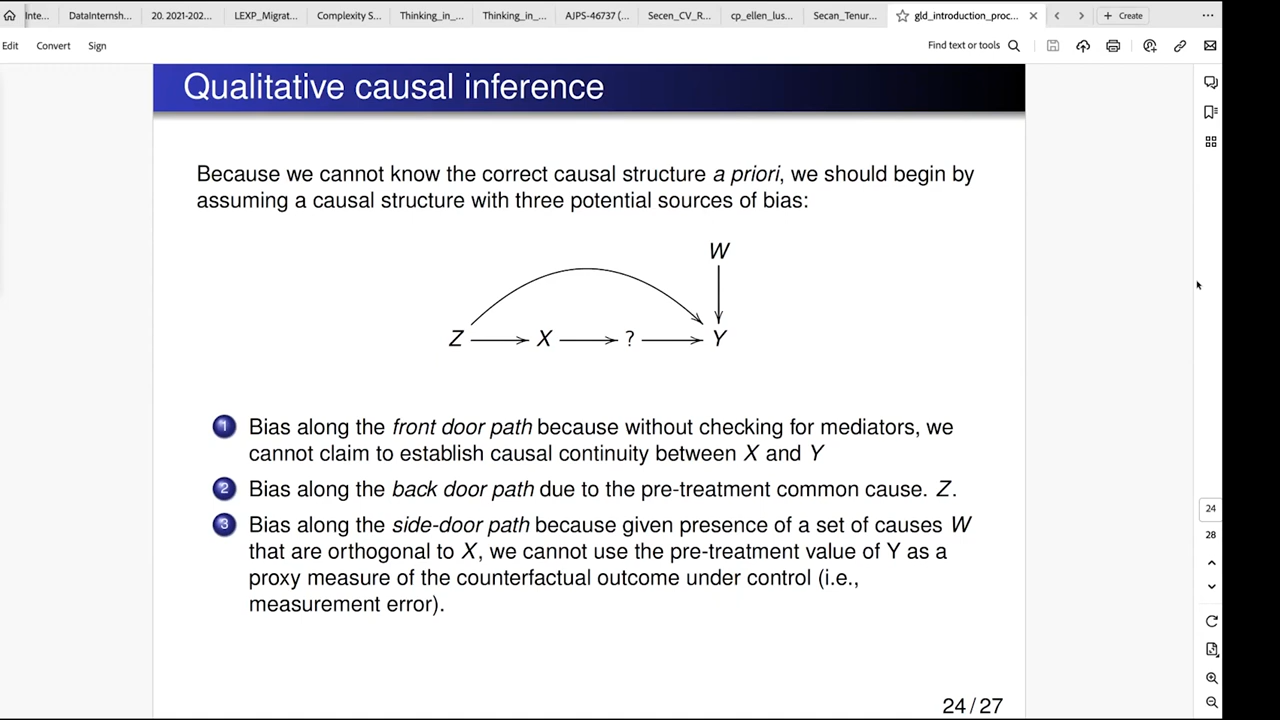 Inte...
DataInternsh...
20. 2021-202...
LEXP_Migrat...
Complexity S...
Thinking_in_...
Thinking_in_...
AJPS-46737 (...
Secen_CV_R...
cp_ellen_lus...
Secan_Tenur...
gld_introduction_proc...
Create
Edit Convert Sign
Find text or tools
Qualitative causal inference
Because we cannot know the correct causal structure a priori, we should begin by
assuming a causal structure with three potential sources of bias:
W
Z X ? Y
1 Bias along the front door path because without checking for mediators, we
cannot claim to establish causal continuity between X and Y
2 Bias along the back door path due to the pre-treatment common cause. Z.
3 Bias along the side-door path because given presence of a set of causes W
that are orthogonal to X, we cannot use the pre-treatment value of Y as a
proxy measure of the counterfactual outcome under control (i.e.,
measurement error).
24
28
24 / 27